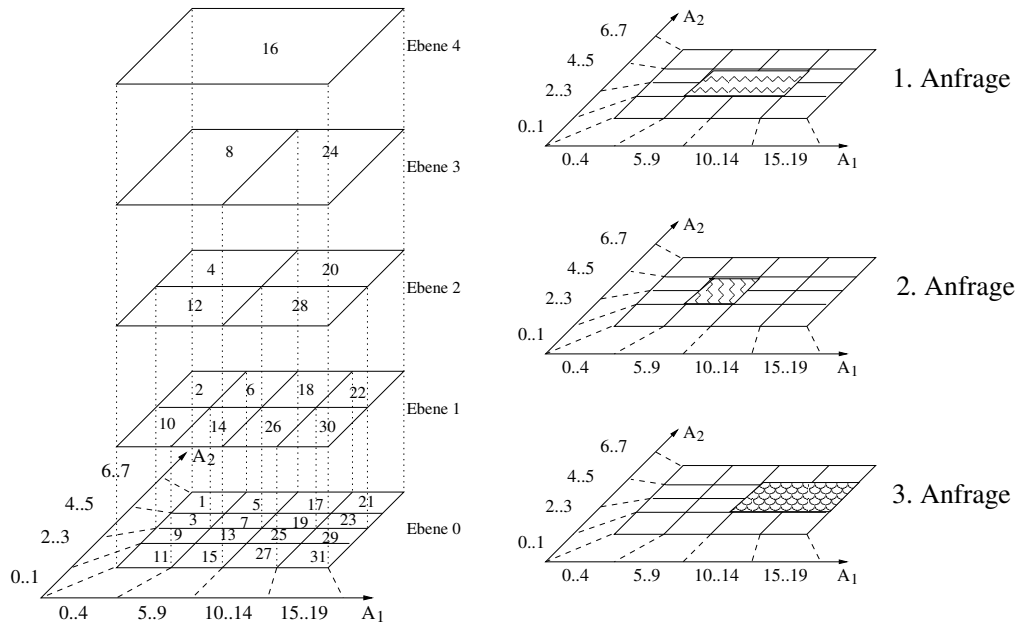 16
Ebene 4
8 24
Ebene 3
4 20
12 28
Ebene 2
2 6 18 22
10 14 26 30
Ebene 1
A2
6..7
4..5
2..3
0..1
1 5 17 21
3 7 19 23
9 13 25 29
11 15 27 31
Ebene 0
0..4 5..9 10..14 15..19 A1
A2
6..7
4..5
2..3
0..1
0..4 5..9 10..14 15..19 A1
1. Anfrage
A2
6..7
4..5
2..3
0..1
0..4 5..9 10..14 15..19 A1
2. Anfrage
A2
6..7
4..5
2..3
0..1
0..4 5..9 10..14 15..19 A1
3. Anfrage